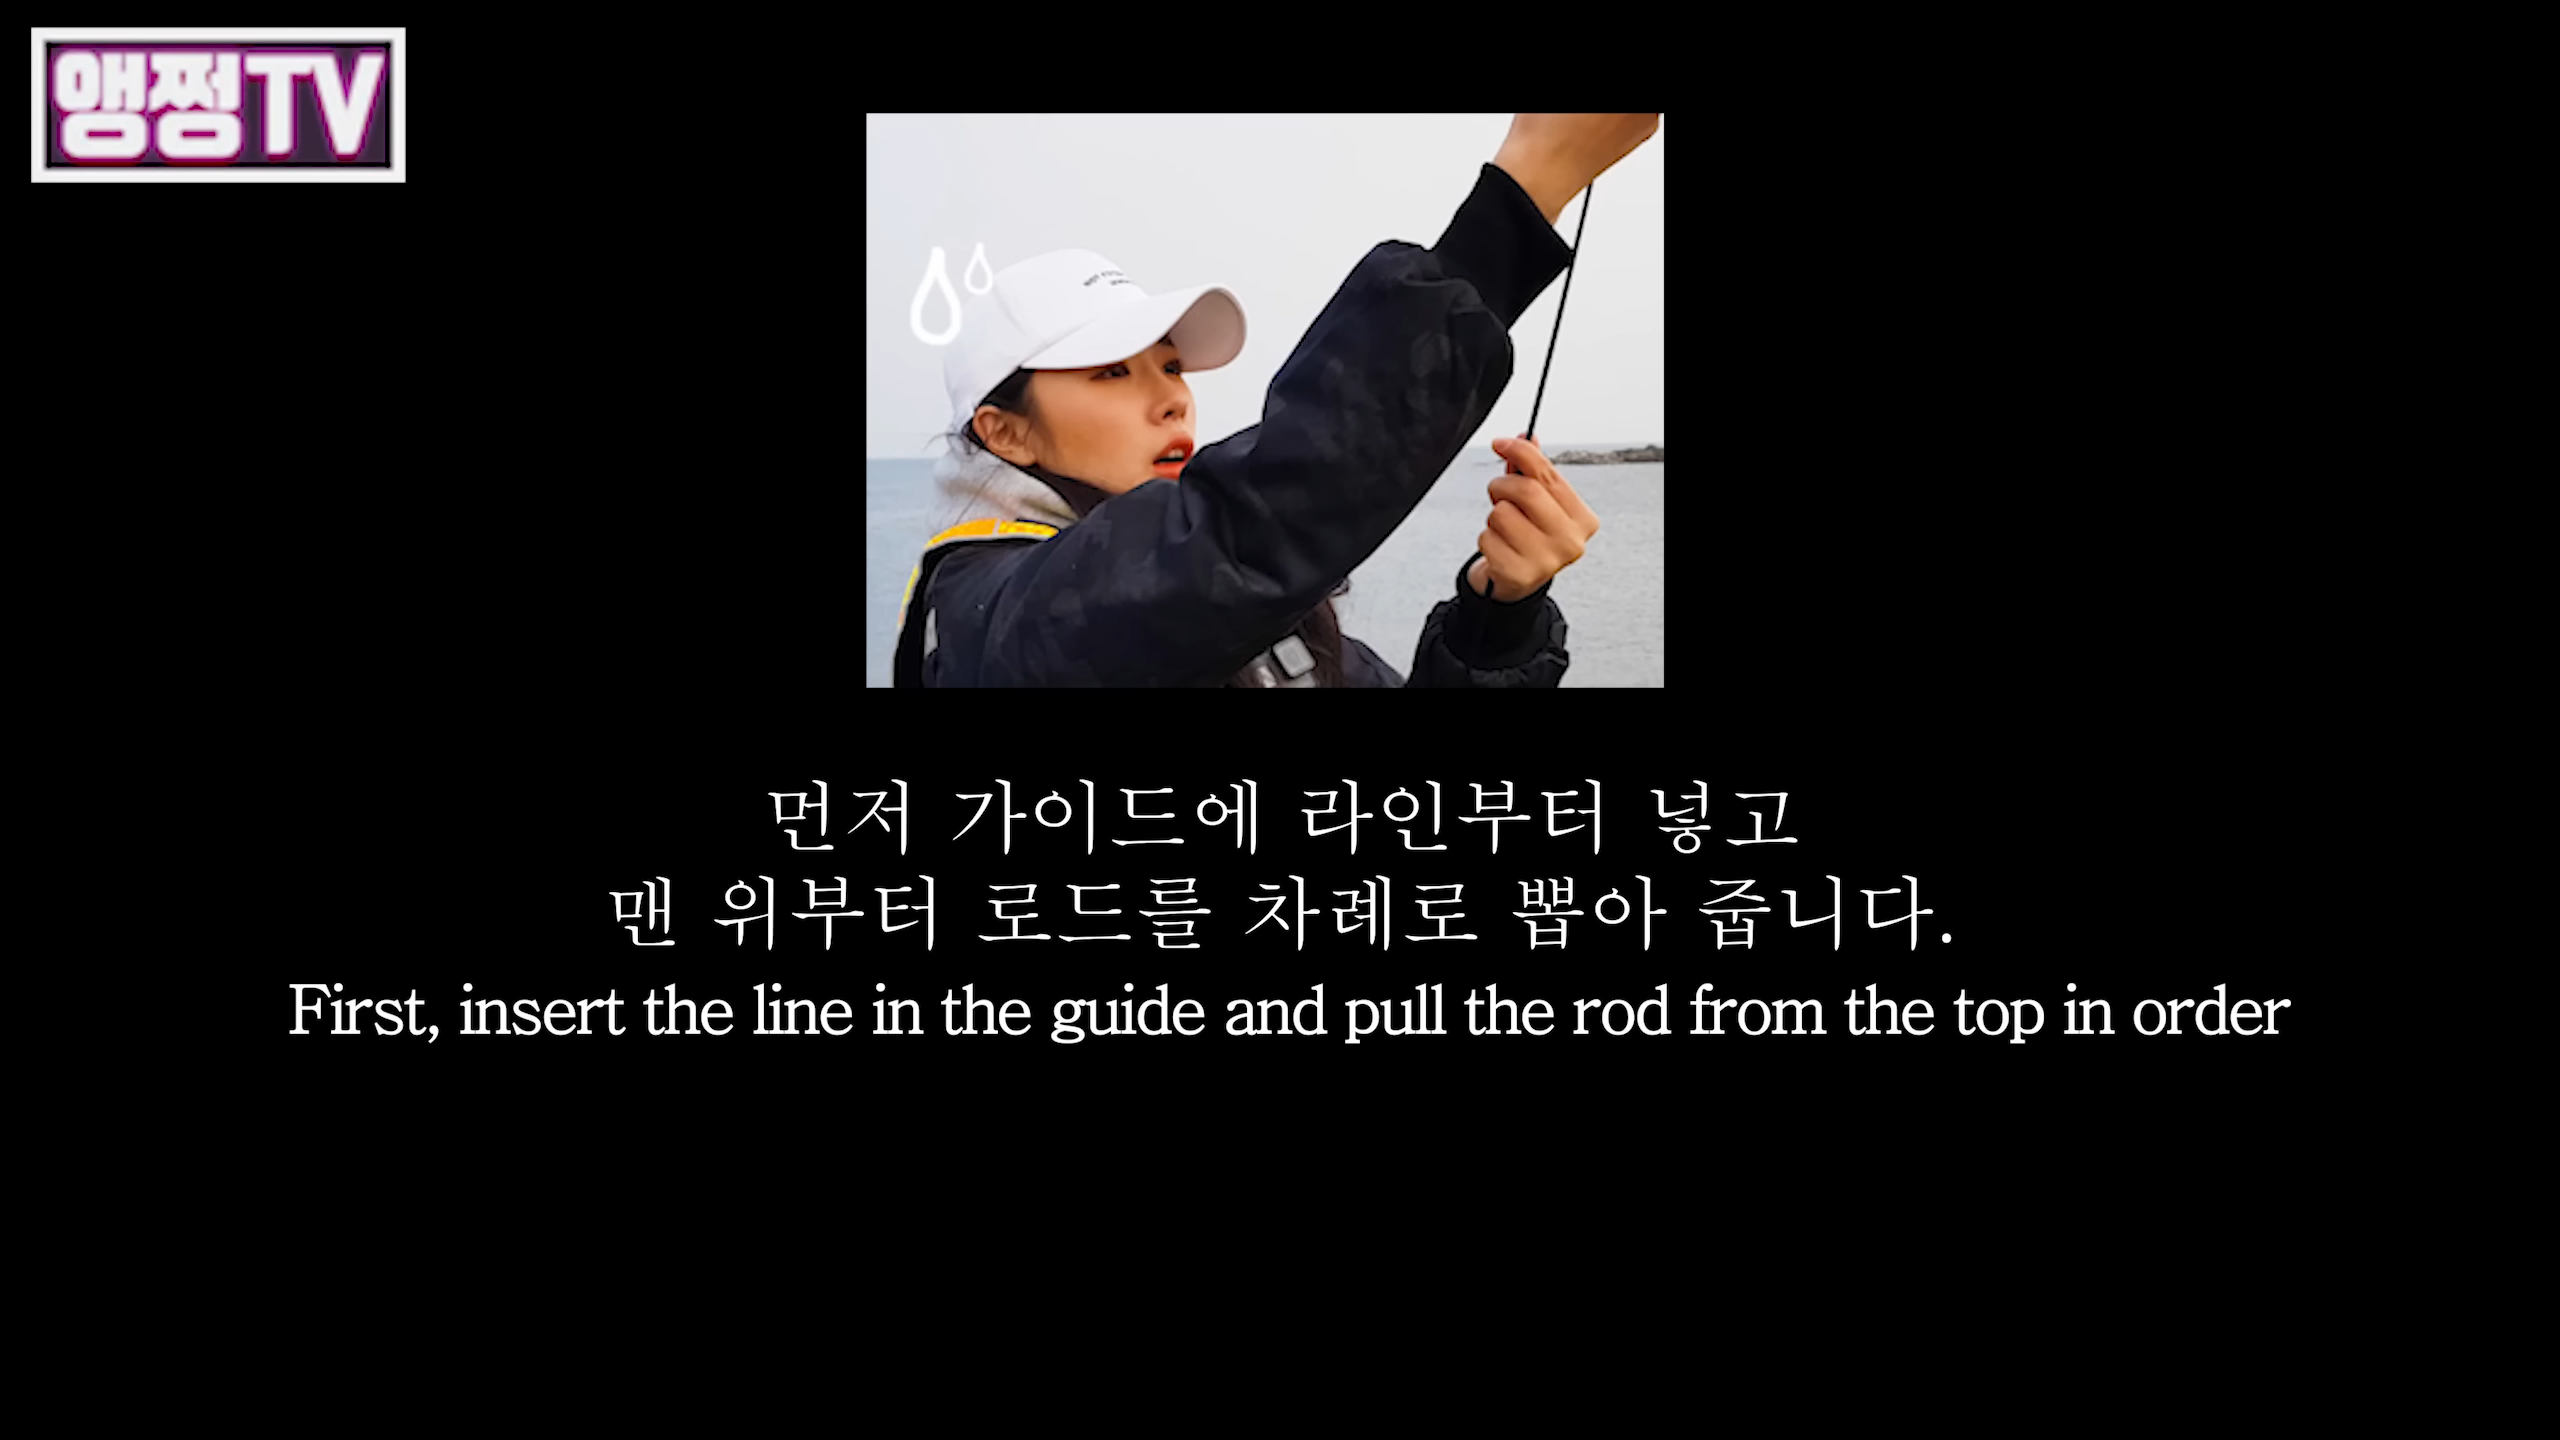 앵쩡TV
먼저 가이드에 라인부터 넣고
맨 위부터 로드를 차례로 뽑아 줍니다.
First, insert the line in the guide and pull the rod from the top in order